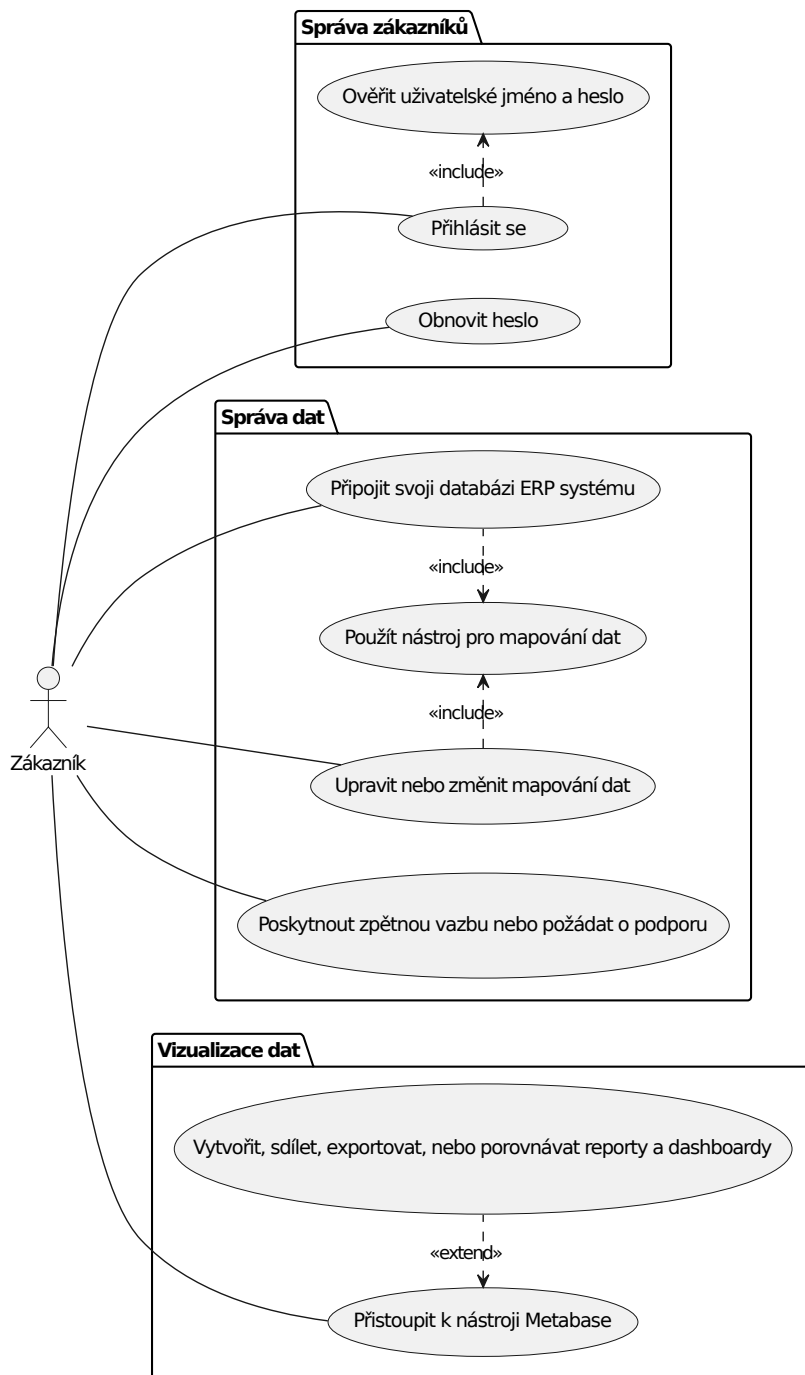 Správa zákazníků
Ověřit uživatelské jméno a heslo
«include»
Přihlásit se
Obnovit heslo
Správa dat
Připojit svoji databázi ERP systému
«include»
Použít nástroj pro mapování dat
«include»
Upravit nebo změnit mapování dat
Zákazník
Poskytnout zpětnou vazbu nebo požádat o podporu
Vizualizace dat
Vytvořit, sdílet, exportovat, nebo porovnávat reporty a dashboardy
«extend»
Přistoupit k nástroji Metabase